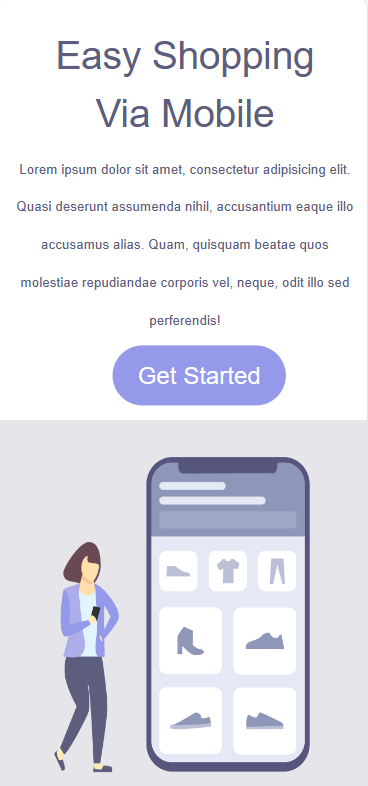 Easy Shopping
Via Mobile
Lorem ipsum dolor sit amet, consectetur adipisicing elit.
Quasi deserunt assumenda nihil, accusantium eaque illo
accusamus alias. Quam, quisquam beatae quos
molestiae repudiandae corporis vel, neque, odit illo sed
perferendis!
Get Started